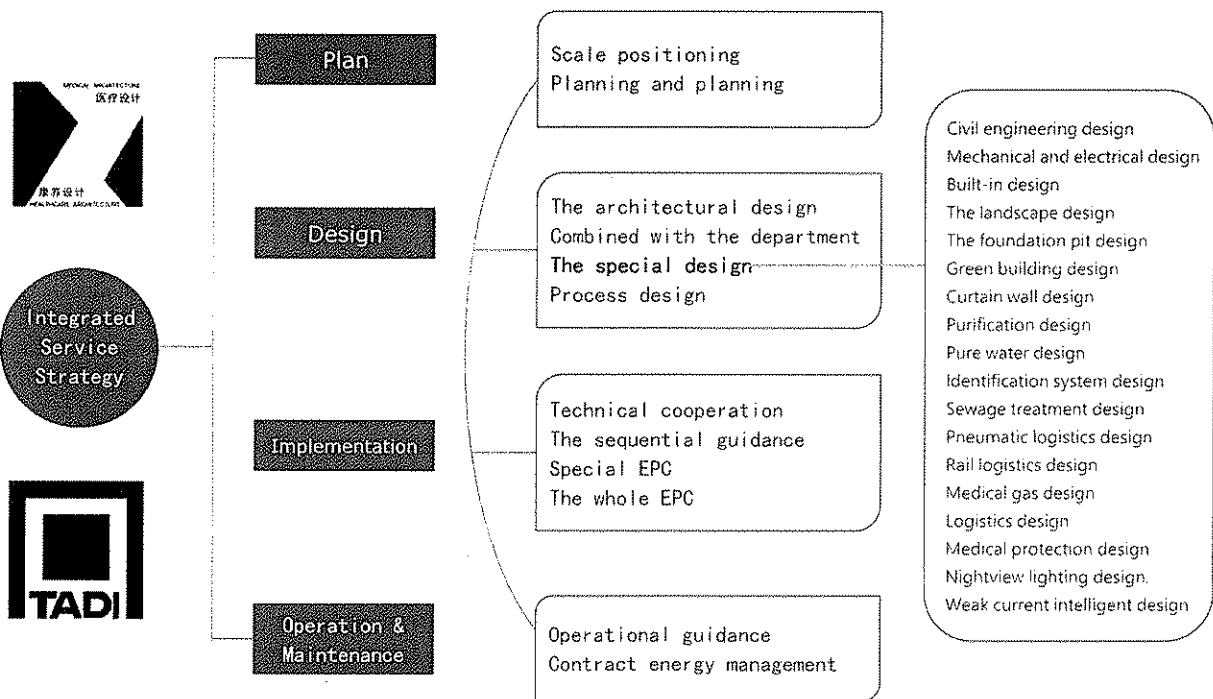 MEDICAL ARCHITECTURE
医疗设计
康养设计
HEALTHCARE ARCHITECTURE
Integrated
Service
Strategy
TADI
Plan
Design
Implementation
Operation &
Maintenance
Scale positioning
Planning and planning
The architectural design
Combined with the department
The special design
Process design
Technical cooperation
The sequential guidance
Special EPC
The whole EPC
Operational guidance
Contract energy management
Civil engineering design
Mechanical and electrical design
Built-in design
The landscape design
The foundation pit design
Green building design
Curtain wall design
Purification design
Pure water design
Identification system design
Sewage treatment design
Pneumatic logistics design
Rail logistics design
Medical gas design
Logistics design
Medical protection design
Nightview lighting design.
Weak current intelligent design